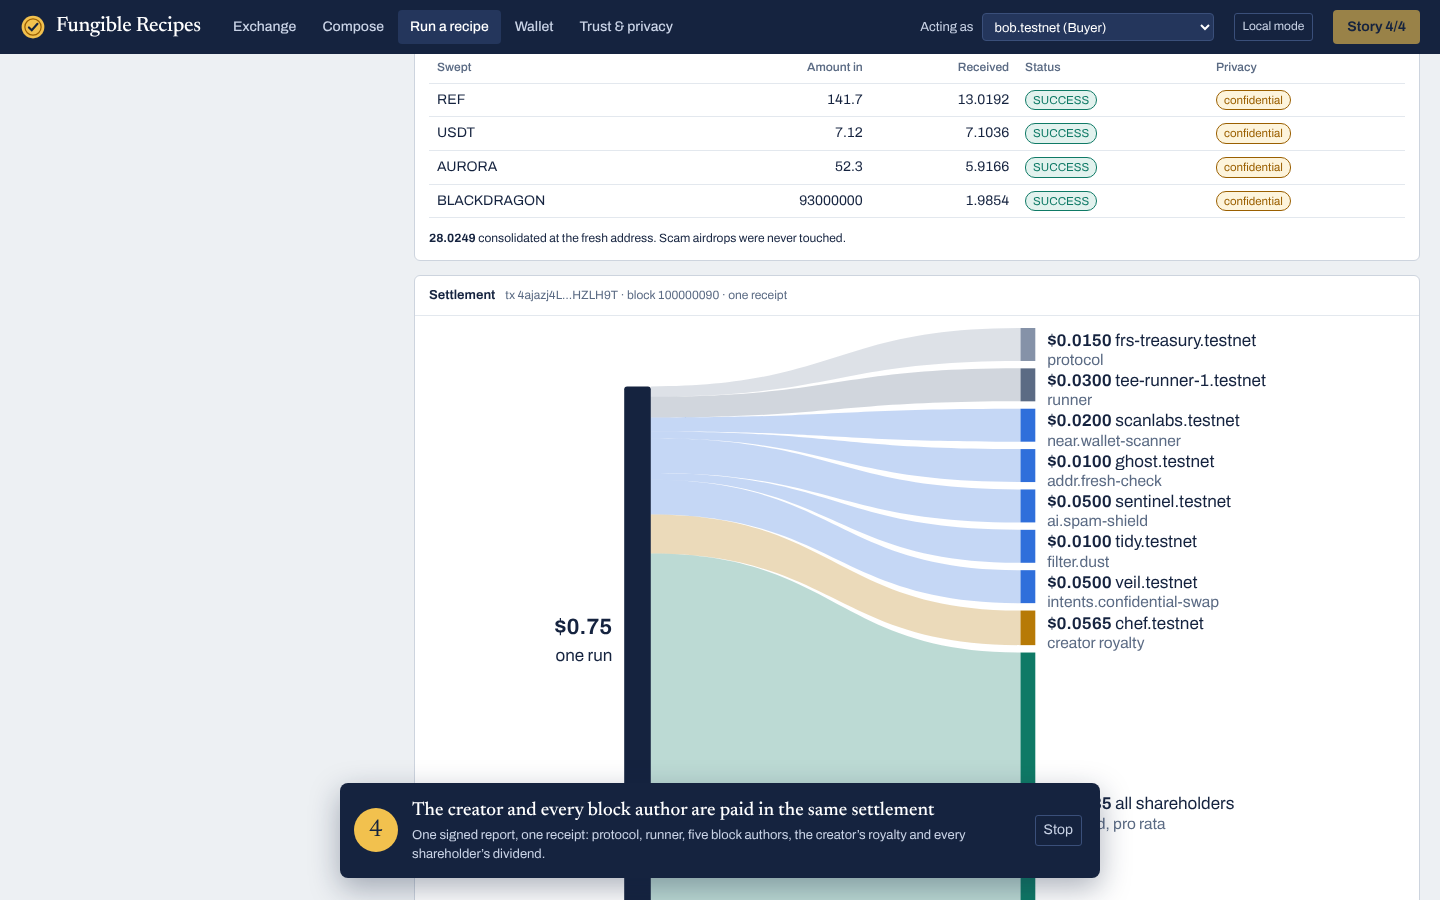 Fungible Recipes Exchange Compose Run a recipe Wallet Trust & privacy Acting as bob.testnet (Buyer) Local mode Story 4/4
Swept Amount in Received Status Privacy
REF 141.7 13.0192 SUCCESS confidential
USDT 7.12 7.1036 SUCCESS confidential
AURORA 52.3 5.9166 SUCCESS confidential
BLACKDRAGON 93000000 1.9854 SUCCESS confidential
28.0249 consolidated at the fresh address. Scam airdrops were never touched.
Settlement tx 4ajazj4L...HZLH9T · block 100000090 · one receipt
$0.0150 frs-treasury.testnet
protocol
$0.0300 tee-runner-1.testnet
runner
$0.0200 scanlabs.testnet
near.wallet-scanner
$0.0100 ghost.testnet
addr.fresh-check
$0.0500 sentinel.testnet
ai.spam-shield
$0.0100 tidy.testnet
filter.dust
$0.0500 veil.testnet
intents.confidential-swap
$0.0565 chef.testnet
creator royalty
$0.75
one run
all shareholders
pro rata
4
The creator and every block author are paid in the same settlement
One signed report, one receipt: protocol, runner, five block authors, the creator's royalty and every
shareholder's dividend.
Stop